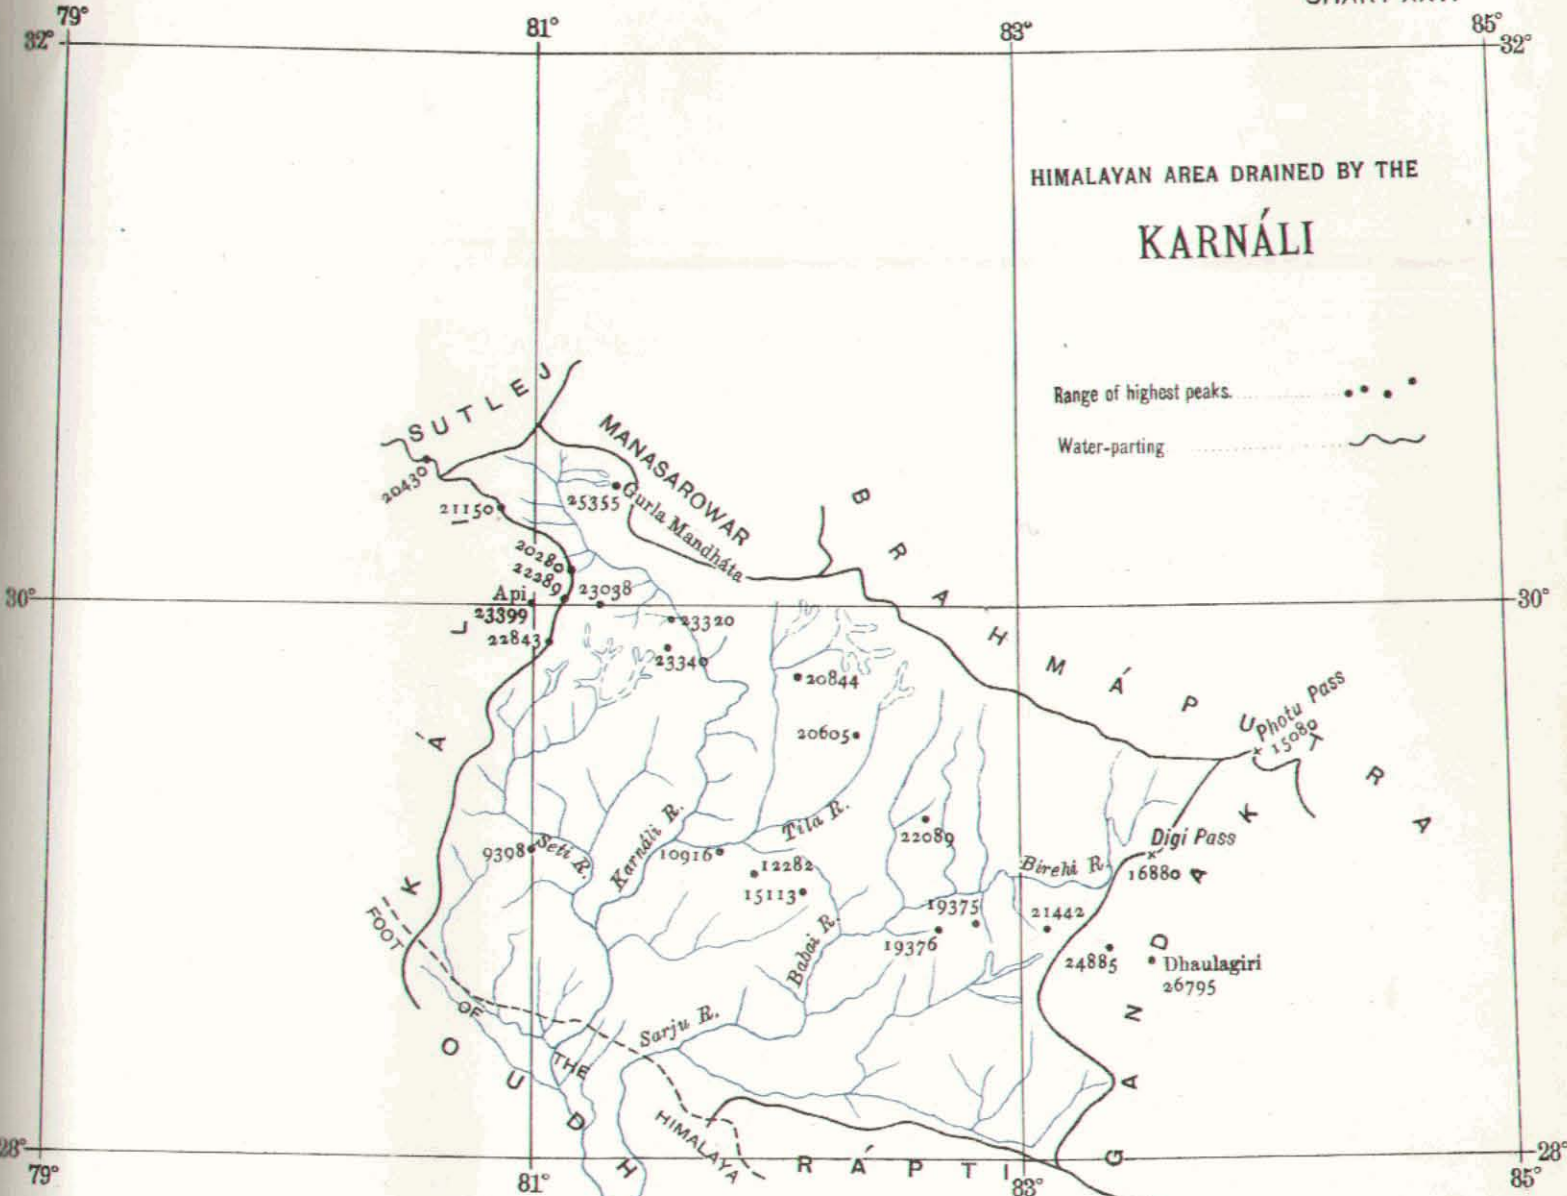 79°
81°
83°
85°
32°
32°
HIMALAYAN AREA DRAINED BY THE
KARNÁLI
Range of highest peaks.
Water-parting
SUTLEJ
MANASAROWAR
BRAHMÁPUTRA
20430
21150
25355
Gurla Mandháta
20280
22289
Api
23399
23038
22843
23320
23340
30°
30°
20844
20605
Photu Pass
15080
KÁLI
Tila R.
Karnáli R.
Seti R.
9398
10916
12282
15113
22089
Birehi R.
Digi Pass
16880
19375
19376
21442
24885
Dhaulagiri
26795
Babai R.
Sarju R.
FOOT OF THE HIMALAYA
OUDH
RÁPTI
GANDAK
28°
28°
79°
81°
83°
85°